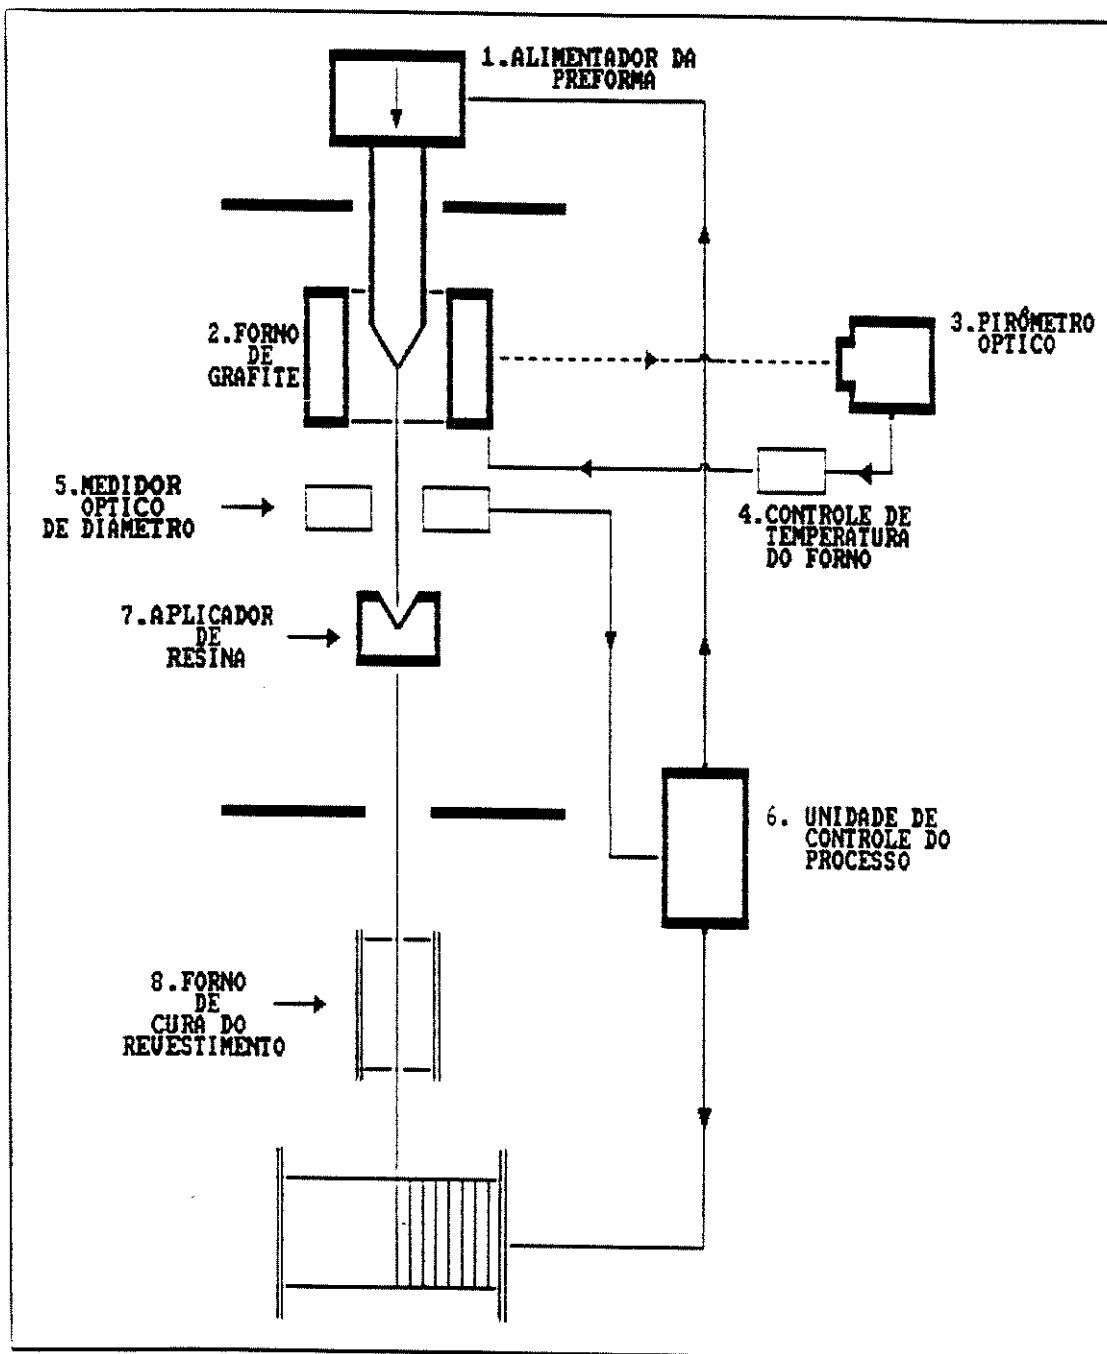 1.ALIMENTADOR DA
PREFORMA
2.FORNO
DE
GRAFITE
3.PIRÔMETRO
OPTICO
4.CONTROLE DE
TEMPERATURA
DO FORNO
5.MEDIDOR
OPTICO
DE DIAMETRO
7.APLICADOR
DE
RESINA
6. UNIDADE DE
CONTROLE DO
PROCESSO
8.FORNO
DE
CURA DO
REVESTIMENTO